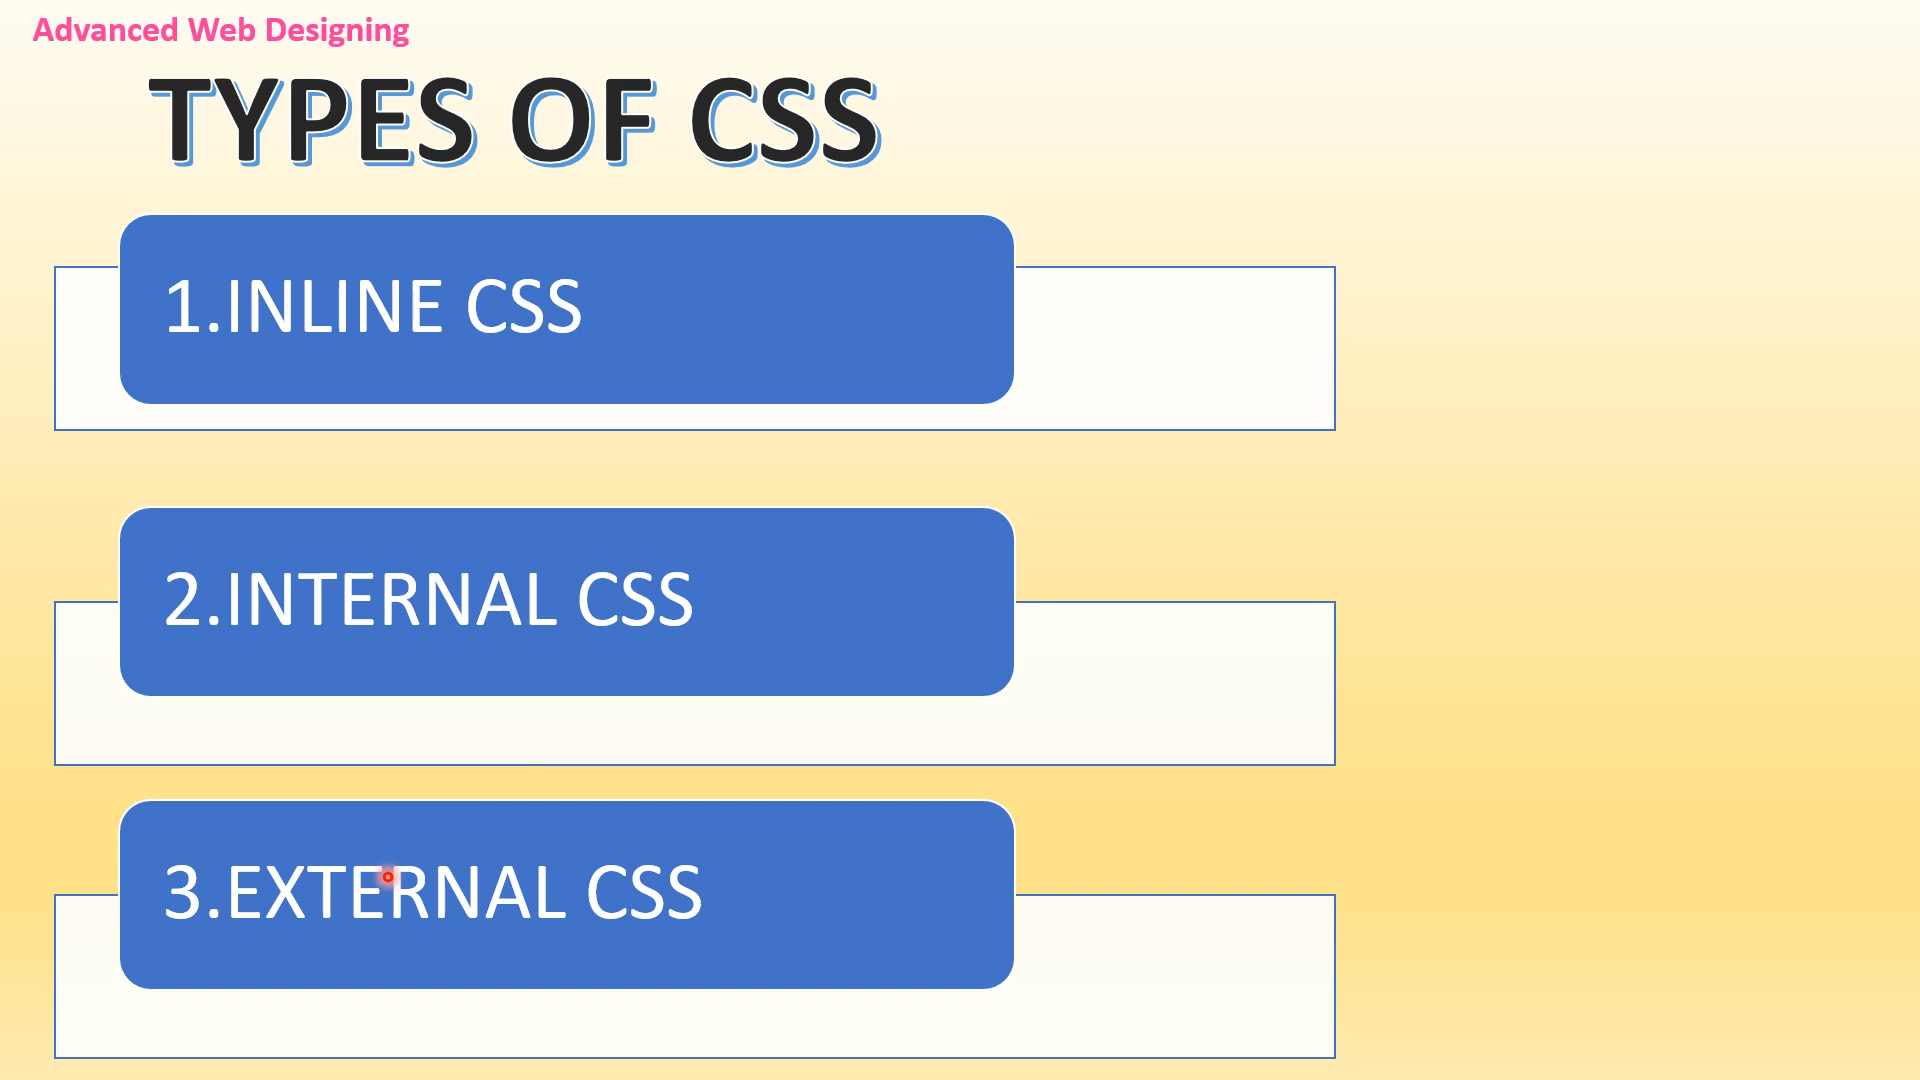 Advanced Web Designing
TYPES OF CSS
1.INLINE CSS
2.INTERNAL CSS
3.EXTERNAL CSS